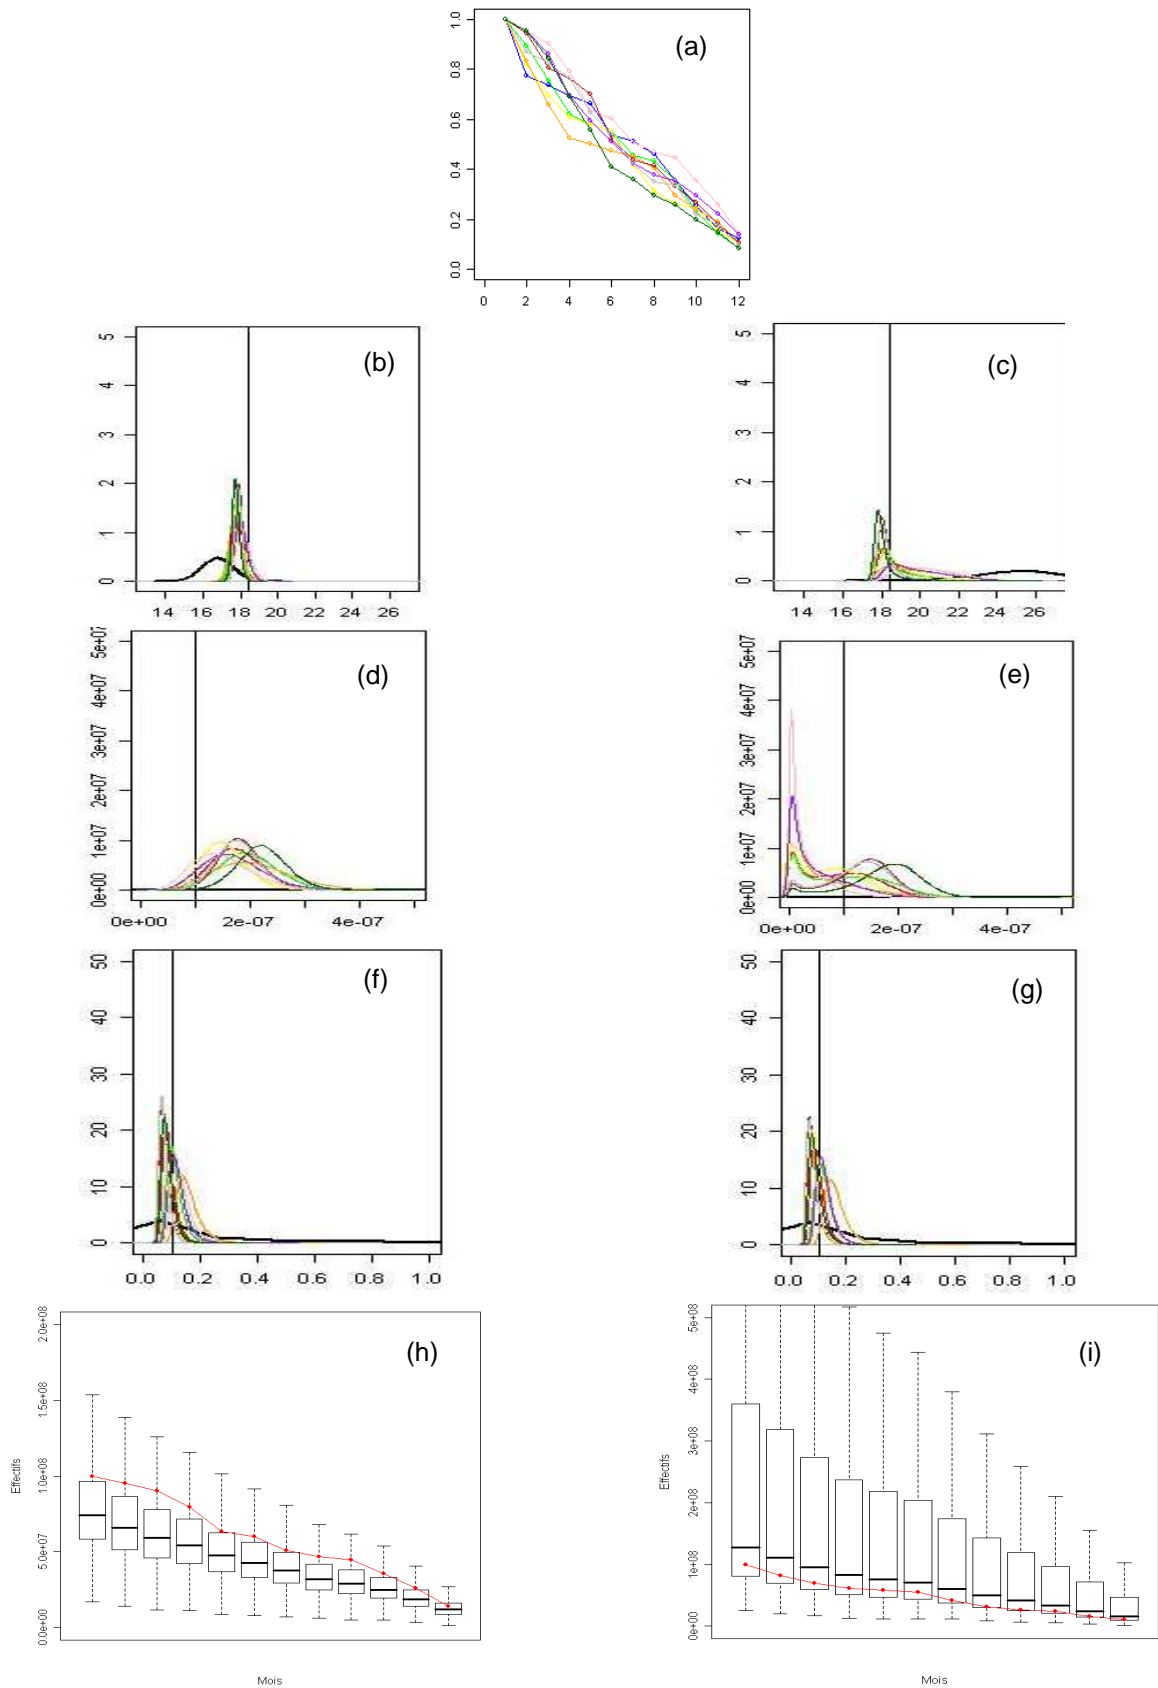 (a)
1.0
0.8
0.6
0.4
0.2
0.0
0 2 4 6 8 10 12
(b)
5
4
3
2
1
0
14 16 18 20 22 24 26
(c)
5
4
3
2
1
0
14 16 18 20 22 24 26
(d)
5e+07
4e+07
3e+07
2e+07
1e+07
0e+00
0e+00 2e-07 4e-07
(e)
5e+07
4e+07
3e+07
2e+07
1e+07
0e+00
0e+00 2e-07 4e-07
(f)
50
40
30
20
10
0
0.0 0.2 0.4 0.6 0.8 1.0
(g)
50
40
30
20
10
0
0.0 0.2 0.4 0.6 0.8 1.0
(h)
2.0e+08
1.5e+08
1.0e+08
5.0e+07
0.0e+00
Effectifs
Mois
(i)
5e+08
4e+08
3e+08
2e+08
1e+08
0e+00
Effectifs
Mois